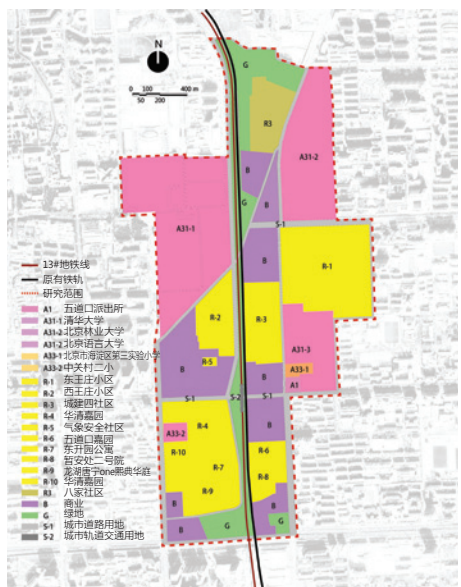 N
0 100 400 m
50 200
G
R3
A31-2
B
B
G
S-1
A31-1
B
R-1
R-2
R-3
A31-3
R-5
B
B
A33-1
A1
S-1
S-2
S-1
R-4
B
A33-2
R-10
R-6
R-7
R-8
R-9
B
B
G
B
G
13#地铁线
原有铁轨
研究范围
A1 五道口派出所
A31-1 清华大学
A31-2 北京林业大学
A31-2 北京语言大学
A33-1 北京市海淀区第三实验小学
A33-2 中关村二小
R-1 东王庄小区
R-2 西王庄小区
R-3 城建四社区
R-4 华清嘉园
R-5 气象安全社区
R-6 五道口嘉园
R-7 东升园公寓
R-8 暂安处二号院
R-9 龙湖唐宁one熙典华庭
R-10 华清嘉园
R3 八家社区
B 商业
G 绿地
S-1 城市道路用地
S-2 城市轨道交通用地